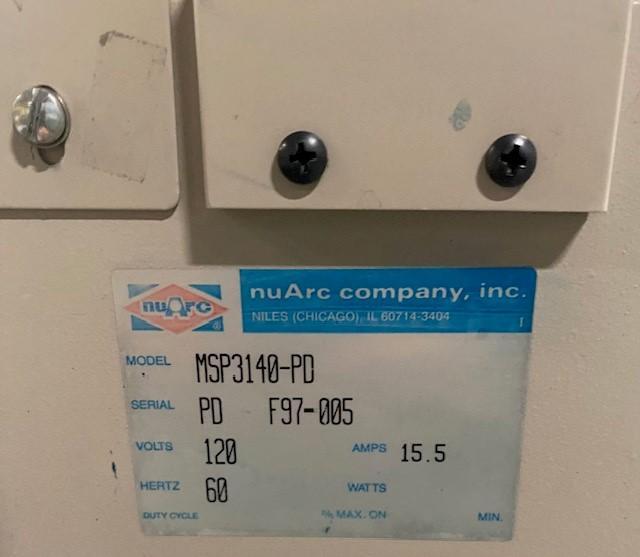 nuArc
nuArc company, inc.
NILES (CHICAGO), IL 60714-3404
MODEL MSP3140-PD
SERIAL PD F97-005
VOLTS 120 AMPS 15.5
HERTZ 60 WATTS
DUTY CYCLE % MAX. ON MIN.